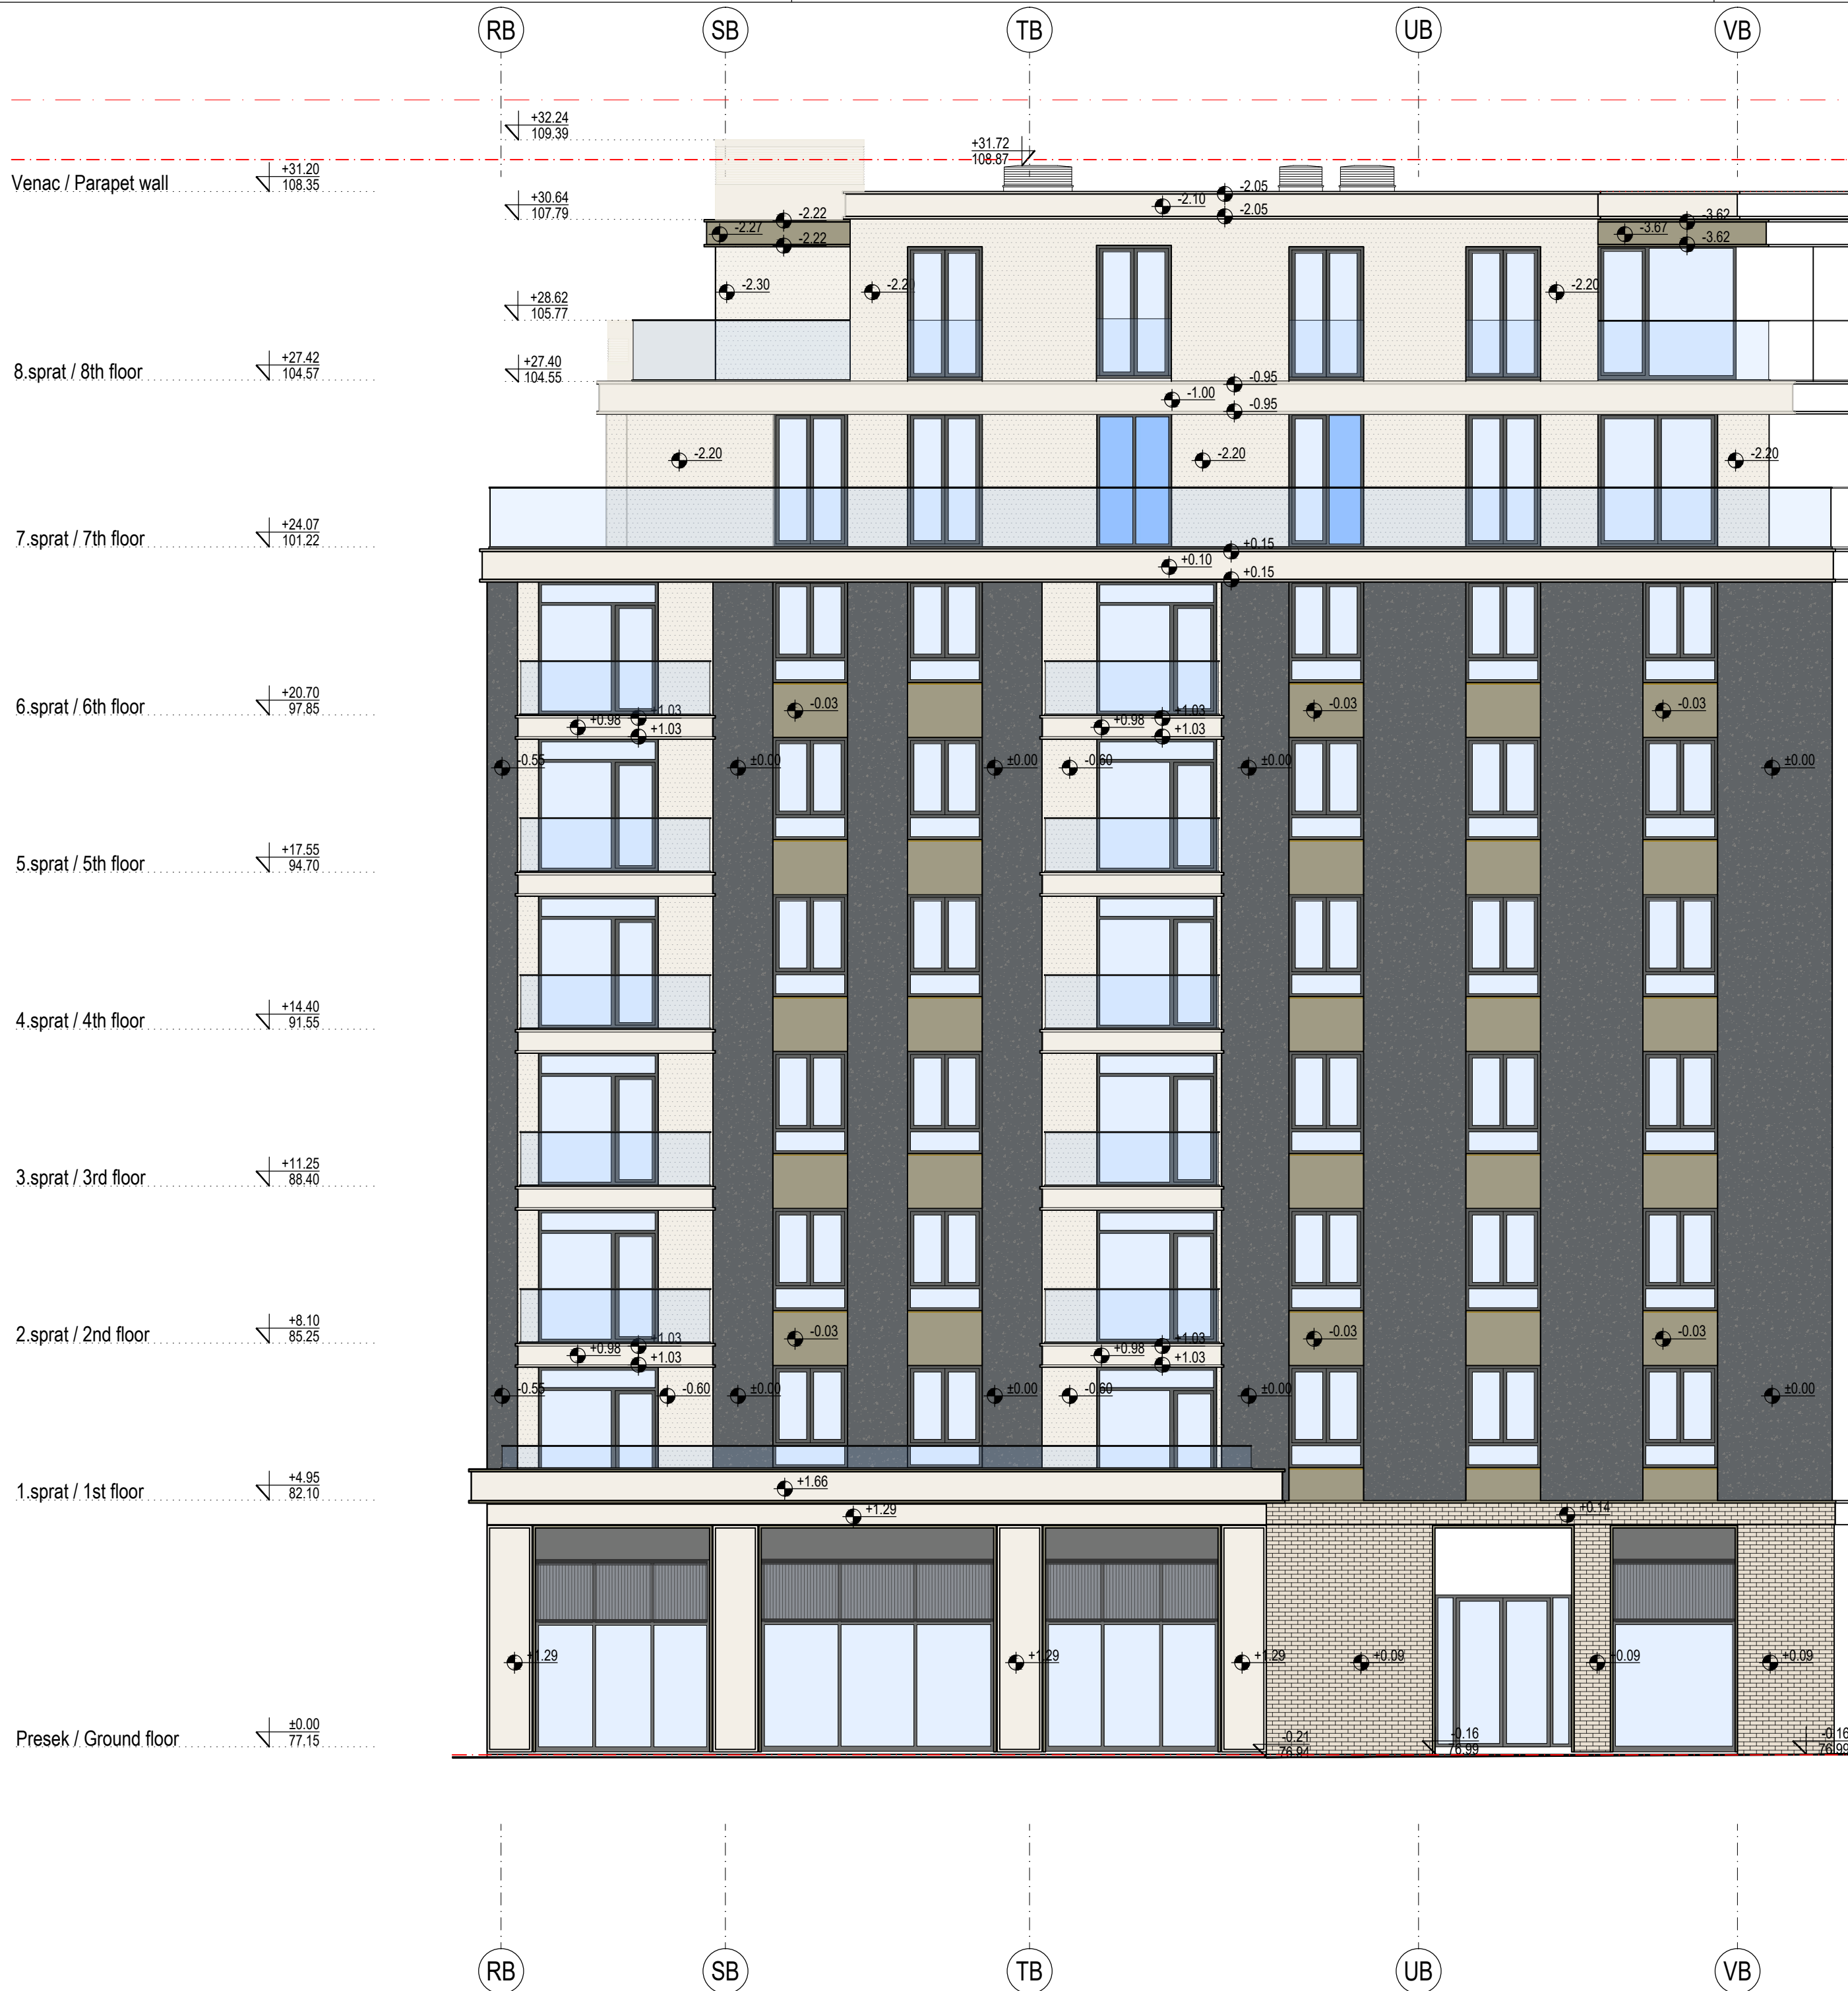 RB SB TB UB VB
+32.24
109.39
+31.72
108.87
Venac / Parapet wall +31.20
108.35
+30.64
107.79
-2.05
-2.10
-2.05
-2.22
-2.27
-2.22
-3.62
-3.67
-3.62
-2.30 -2.20 -2.20
+28.62
105.77
8.sprat / 8th floor +27.42
104.57
+27.40
104.55
-0.95
-1.00
-0.95
-2.20 -2.20 -2.20
7.sprat / 7th floor +24.07
101.22
+0.15
+0.10
+0.15
6.sprat / 6th floor +20.70
97.85
-0.03 -0.03 -0.03
+1.03 +1.03
+0.98 +0.98
+1.03 +1.03
-0.55 ±0.00 ±0.00 -0.60 ±0.00 ±0.00
5.sprat / 5th floor +17.55
94.70
4.sprat / 4th floor +14.40
91.55
3.sprat / 3rd floor +11.25
88.40
2.sprat / 2nd floor +8.10
85.25
-0.03 -0.03 -0.03
+1.03 +1.03
+0.98 +0.98
+1.03 +1.03
-0.55 -0.60 ±0.00 ±0.00 -0.60 ±0.00 ±0.00
1.sprat / 1st floor +4.95
82.10
+1.66
+1.29 +0.14
+1.29 +1.29 +1.29 +0.09 +0.09 +0.09
Presek / Ground floor ±0.00
77.15
-0.21 -0.16 -0.16
76.94 76.99 76.99
RB SB TB UB VB